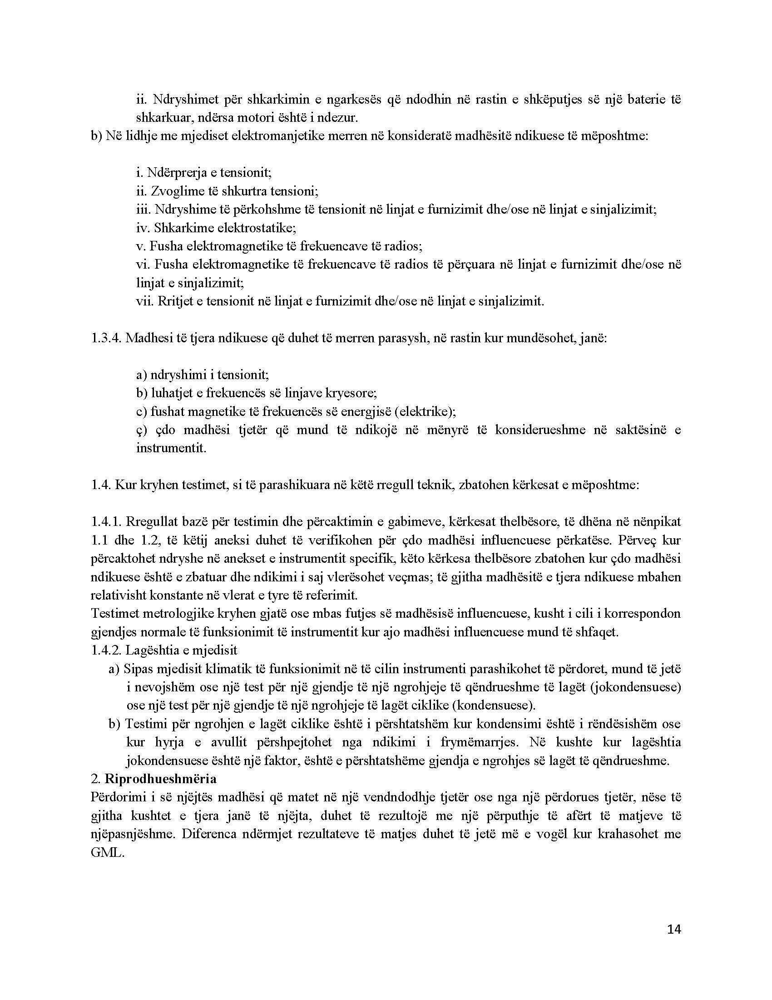 ii. Ndryshimet për shkarkimin e ngarkesës që ndodhin në rastin e shkëputjes së një baterie të
shkarkuar, ndërsa motori është i ndezur.
b) Në lidhje me mjediset elektromanjetike merren në konsideratë madhësitë ndikuese të mëposhtme:
i. Ndërprerja e tensionit;
ii. Zvoglime të shkurtra tensioni;
iii. Ndryshime të përkohshme të tensionit në linjat e furnizimit dhe/ose në linjat e sinjalizimit;
iv. Shkarkime elektrostatike;
v. Fusha elektromagnetike të frekuencave të radios;
vi. Fusha elektromagnetike të frekuencave të radios të përçuara në linjat e furnizimit dhe/ose në
linjat e sinjalizimit;
vii. Rritjet e tensionit në linjat e furnizimit dhe/ose në linjat e sinjalizimit.
1.3.4. Madhesi të tjera ndikuese që duhet të merren parasysh, në rastin kur mundësohet, janë:
a) ndryshimi i tensionit;
b) luhatjet e frekuencës së linjave kryesore;
c) fushat magnetike të frekuencës së energjisë (elektrike);
ç) çdo madhësi tjetër që mund të ndikojë në mënyrë të konsiderueshme në saktësinë e
instrumentit.
1.4. Kur kryhen testimet, si të parashikuara në këtë rregull teknik, zbatohen kërkesat e mëposhtme:
1.4.1. Rregullat bazë për testimin dhe përcaktimin e gabimeve, kërkesat thelbësore, të dhëna në nënpikat
1.1 dhe 1.2, të këtij aneksi duhet të verifikohen për çdo madhësi influencuese përkatëse. Përveç kur
përcaktohet ndryshe në anekset e instrumentit specifik, këto kërkesa thelbësore zbatohen kur çdo madhësi
ndikuese është e zbatuar dhe ndikimi i saj vlerësohet veçmas; të gjitha madhësitë e tjera ndikuese mbahen
relativisht konstante në vlerat e tyre të referimit.
Testimet metrologjike kryhen gjatë ose mbas futjes së madhësisë influencuese, kusht i cili i korrespondon
gjendjes normale të funksionimit të instrumentit kur ajo madhësi influencuese mund të shfaqet.
1.4.2. Lagështia e mjedisit
a) Sipas mjedisit klimatik të funksionimit në të cilin instrumenti parashikohet të përdoret, mund të jetë
i nevojshëm ose një test për një gjendje të një ngrohjeje të qëndrueshme të lagët (jokondensuese)
ose një test për një gjendje të një ngrohjeje të lagët ciklike (kondensuese).
b) Testimi për ngrohjen e lagët ciklike është i përshtatshëm kur kondensimi është i rëndësishëm ose
kur hyrja e avullit përshpejtohet nga ndikimi i frymëmarrjes. Në kushte kur lagështia
jokondensuese është një faktor, është e përshtatshëme gjendja e ngrohjes së lagët të qëndrueshme.
2. Riprodhueshmëria
Përdorimi i së njëjtës madhësi që matet në një vendndodhje tjetër ose nga një përdorues tjetër, nëse të
gjitha kushtet e tjera janë të njëjta, duhet të rezultojë me një përputhje të afërt të matjeve të
njëpasnjëshme. Diferenca ndërmjet rezultateve të matjes duhet të jetë më e vogël kur krahasohet me
GML.
14